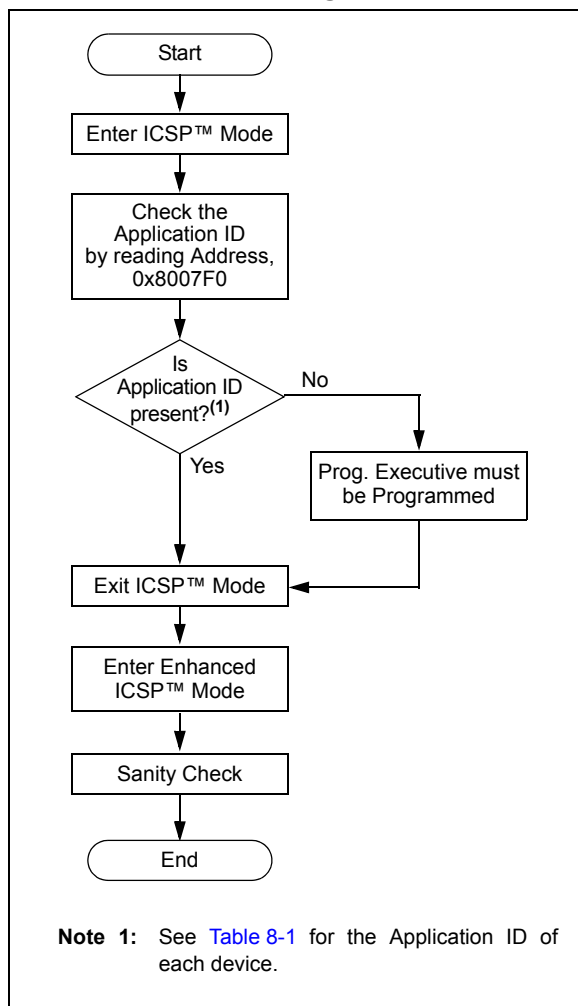 Start
Enter ICSP™ Mode
Check the
Application ID
by reading Address,
0x8007F0
Is
Application ID
present?(1)
No
Yes
Prog. Executive must
be Programmed
Exit ICSP™ Mode
Enter Enhanced
ICSP™ Mode
Sanity Check
End
Note 1: See Table 8-1 for the Application ID of
each device.